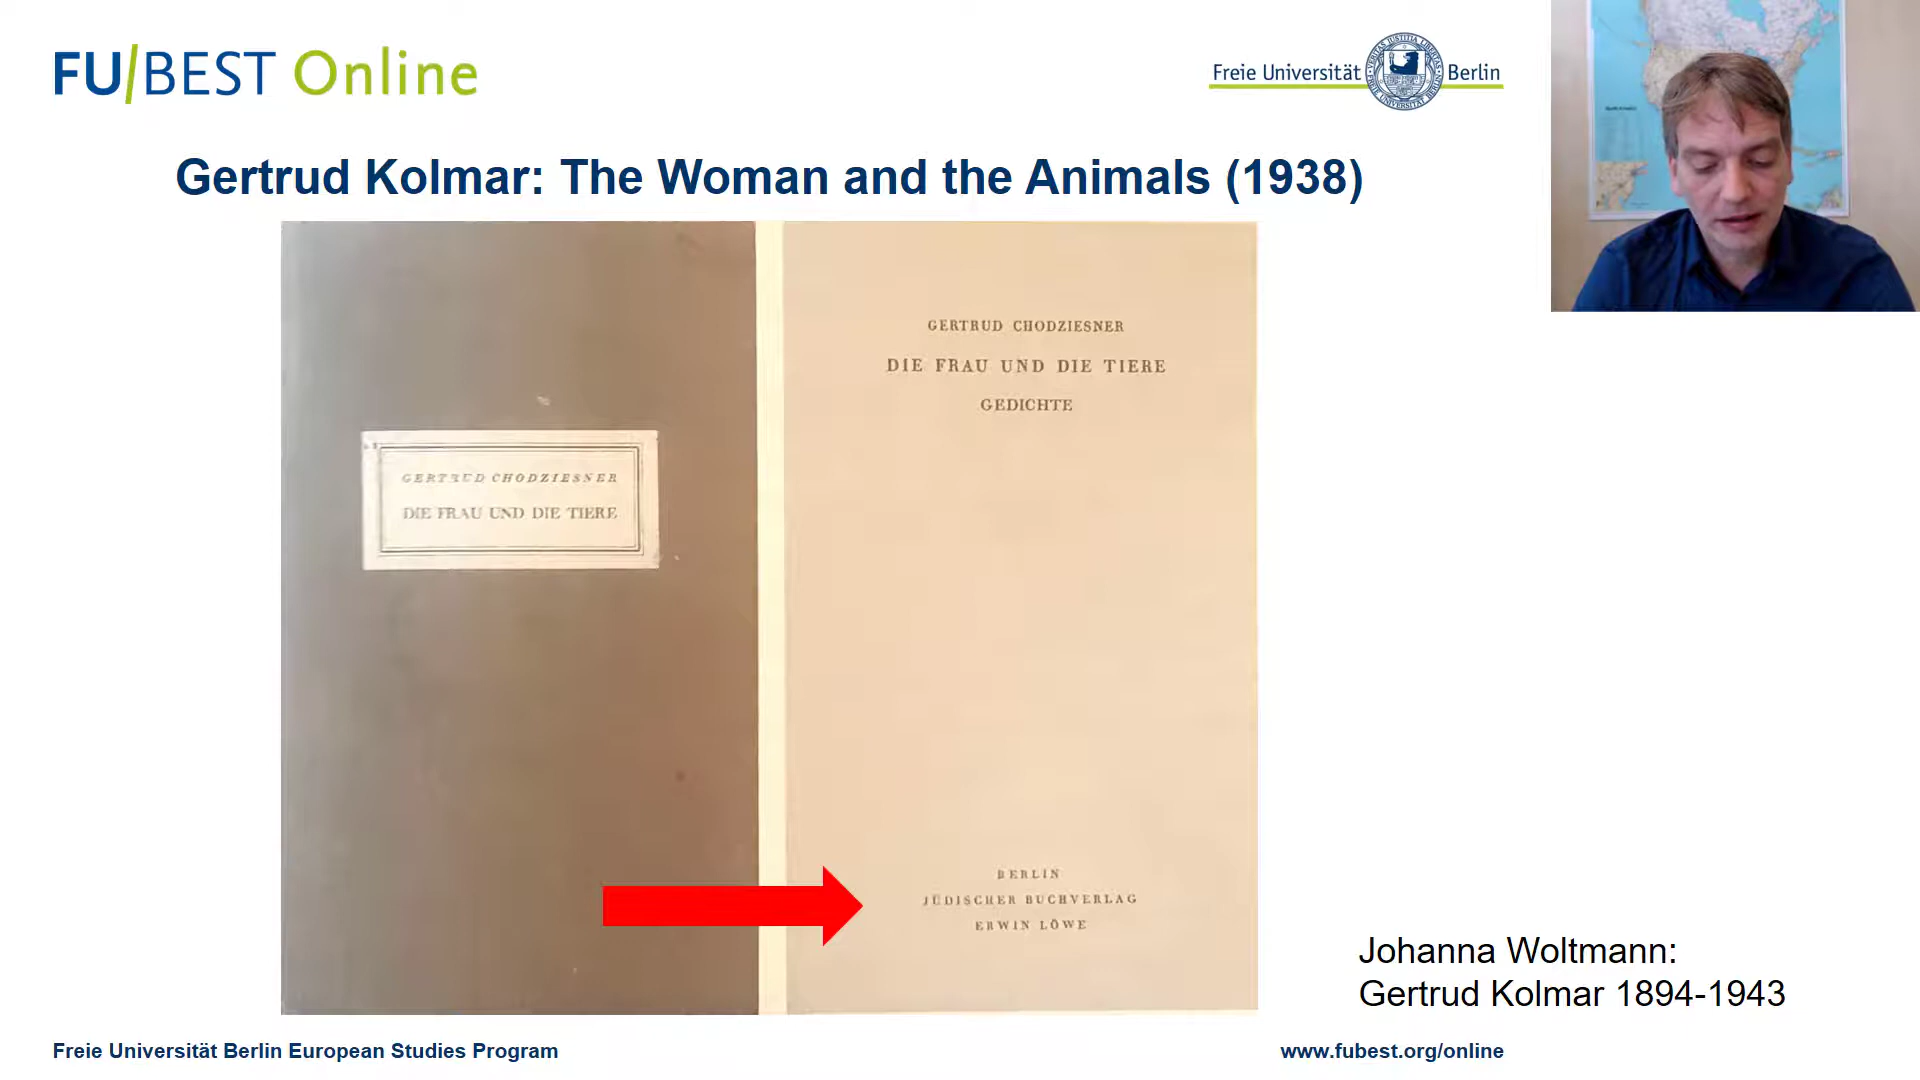 FU/BEST Online
Freie Universität Berlin
Gertrud Kolmar: The Woman and the Animals (1938)
GERTRUD CHODZIESNER
DIE FRAU UND DIE TIERE
GERTRUD CHODZIESNER
DIE FRAU UND DIE TIERE
GEDICHTE
BERLIN
JÜDISCHER BUCHVERLAG
ERWIN LÖWE
Johanna Woltmann:
Gertrud Kolmar 1894-1943
Freie Universität Berlin European Studies Program
www.fubest.org/online